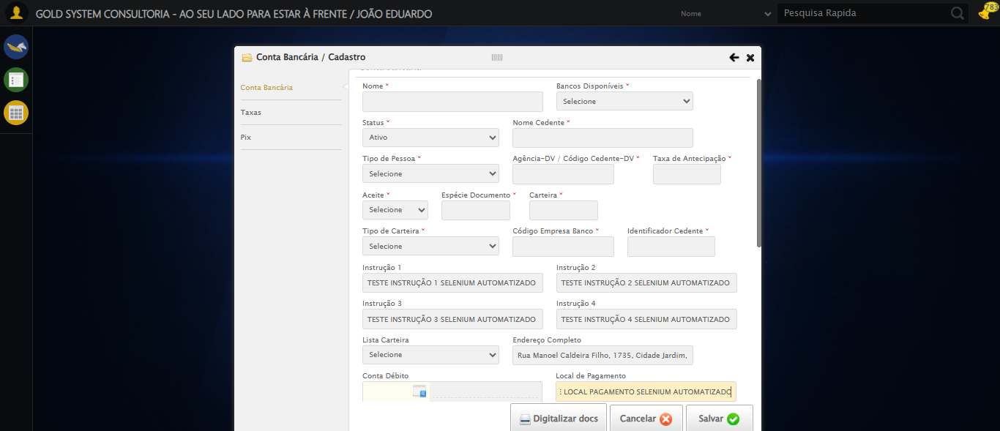 GOLD SYSTEM CONSULTORIA - AO SEU LADO PARA ESTAR À FRENTE / JOÃO EDUARDO
Nome
Pesquisa Rapida
783
Conta Bancária / Cadastro
Conta Bancária
Taxas
Pix
Conta Bancária
Nome *
Bancos Disponíveis *
Selecione
Status *
Nome Cedente *
Ativo
Tipo de Pessoa *
Agência-DV / Código Cedente-DV *
Taxa de Antecipação *
Selecione
Aceite *
Espécie Documento *
Carteira *
Selecione
Tipo de Carteira *
Código Empresa Banco *
Identificador Cedente *
Selecione
Instrução 1
Instrução 2
TESTE INSTRUÇÃO 1 SELENIUM AUTOMATIZADO
TESTE INSTRUÇÃO 2 SELENIUM AUTOMATIZADO
Instrução 3
Instrução 4
TESTE INSTRUÇÃO 3 SELENIUM AUTOMATIZADO
TESTE INSTRUÇÃO 4 SELENIUM AUTOMATIZADO
Lista Carteira
Endereço Completo
Selecione
Rua Manoel Caldeira Filho, 1735, Cidade Jardim,
Conta Débito
Local de Pagamento
LOCAL PAGAMENTO SELENIUM AUTOMATIZADO
Digitalizar docs
Cancelar
Salvar